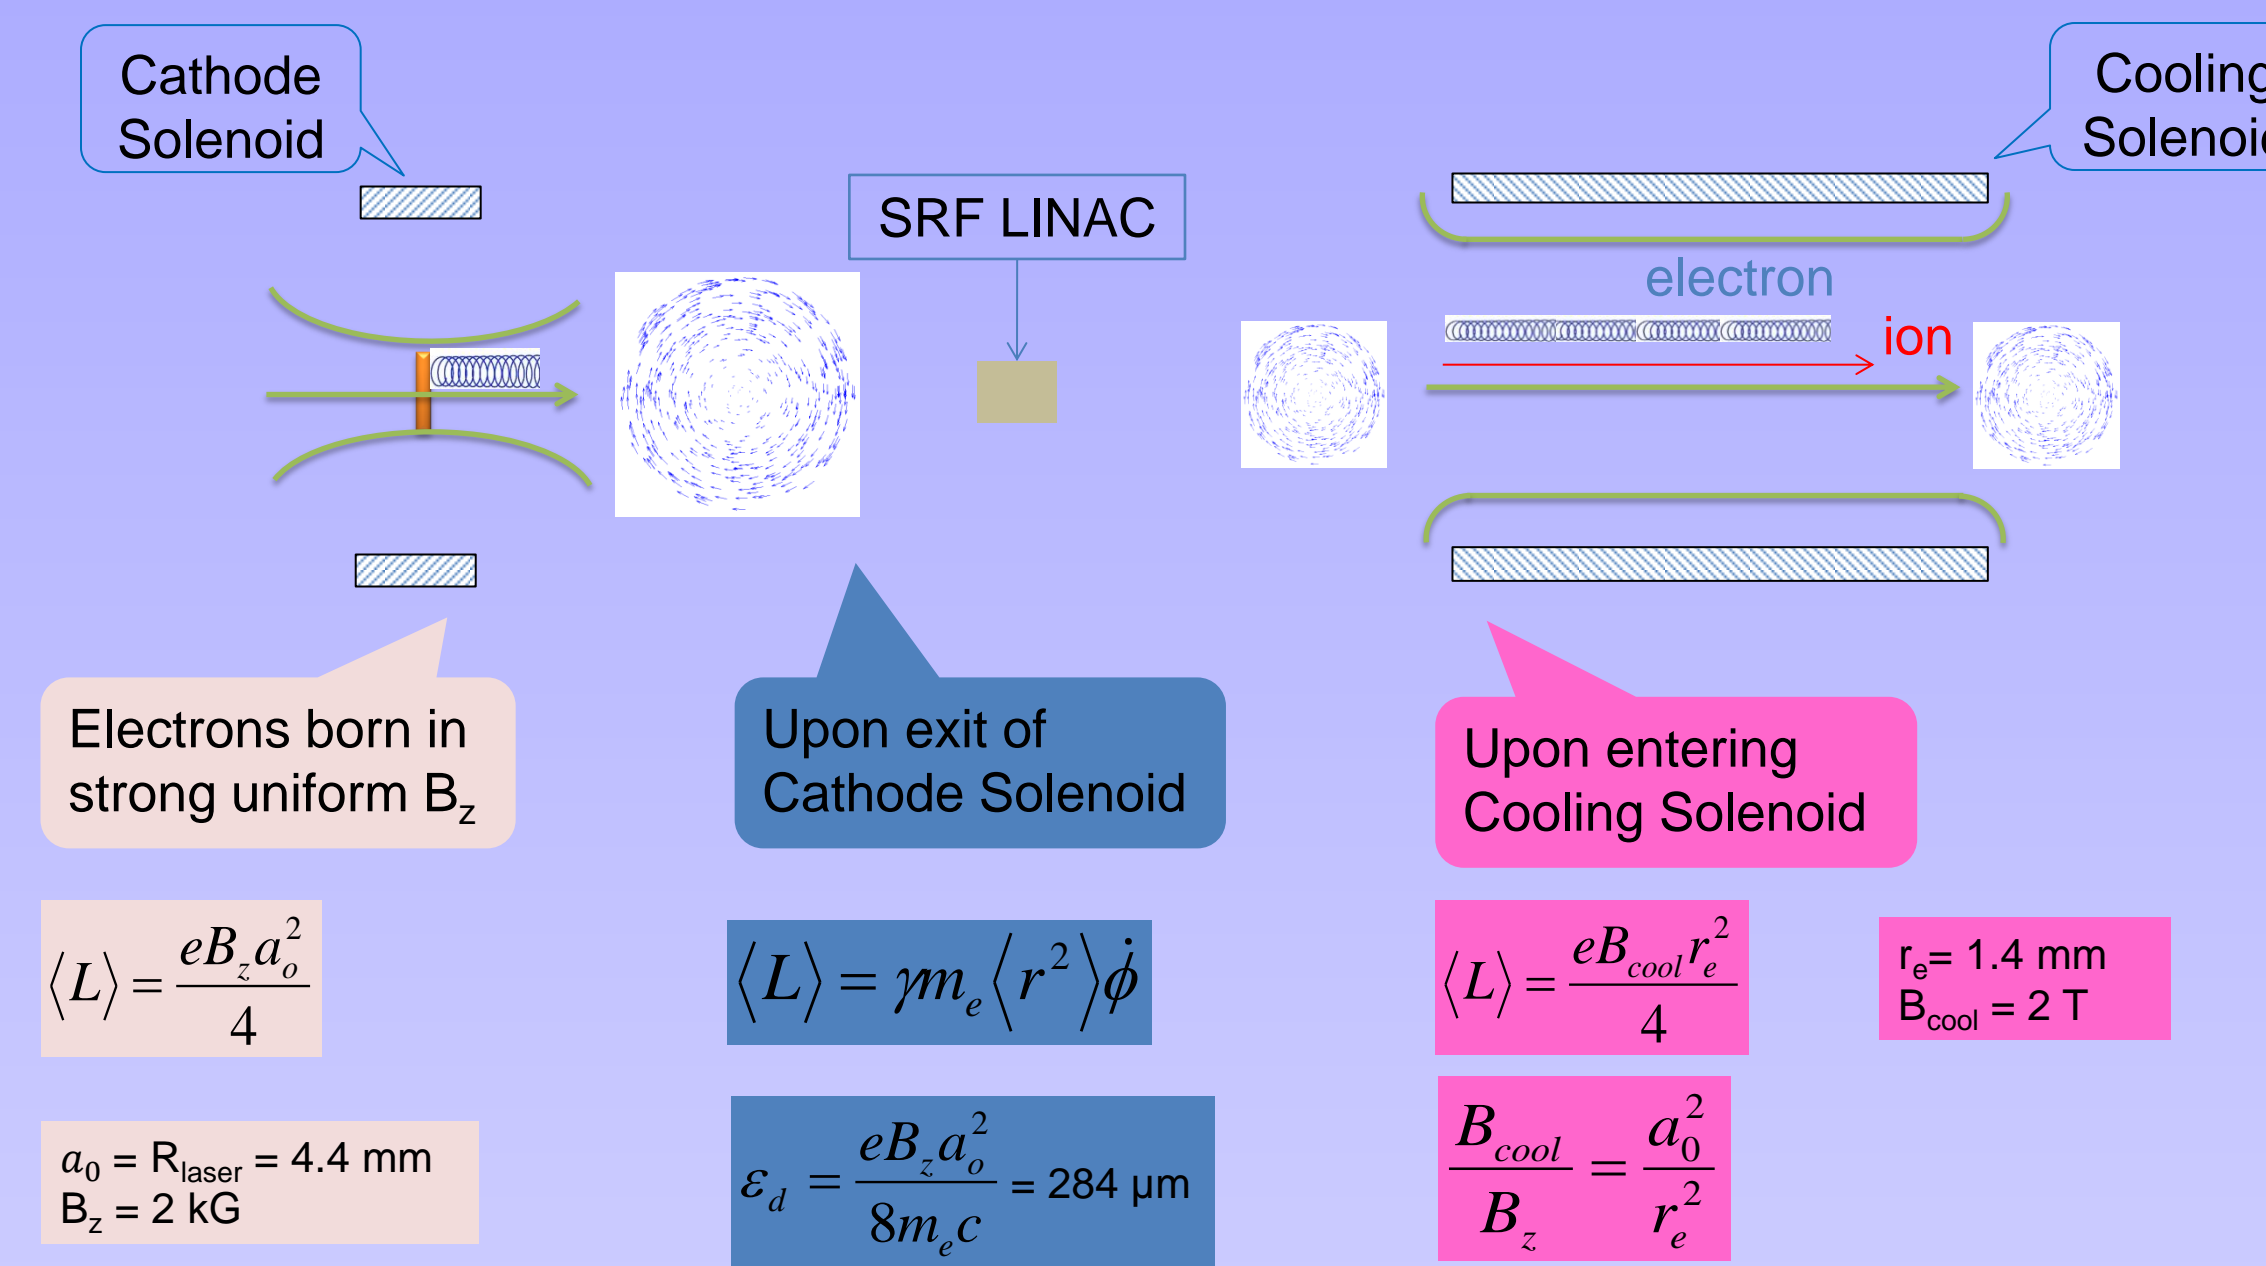 Cathode
Solenoid
Cooling
Solenoid
SRF LINAC
electron
ion
Electrons born in
strong uniform B_z
Upon exit of
Cathode Solenoid
Upon entering
Cooling Solenoid
⟨L⟩ = eB_z a_o^2 / 4
⟨L⟩ = γm_e ⟨r^2⟩ φ̇
⟨L⟩ = eB_cool r_e^2 / 4
r_e= 1.4 mm
B_cool = 2 T
a_0 = R_laser = 4.4 mm
B_z = 2 kG
ε_d = eB_z a_o^2 / 8m_e c = 284 μm
B_cool / B_z = a_0^2 / r_e^2